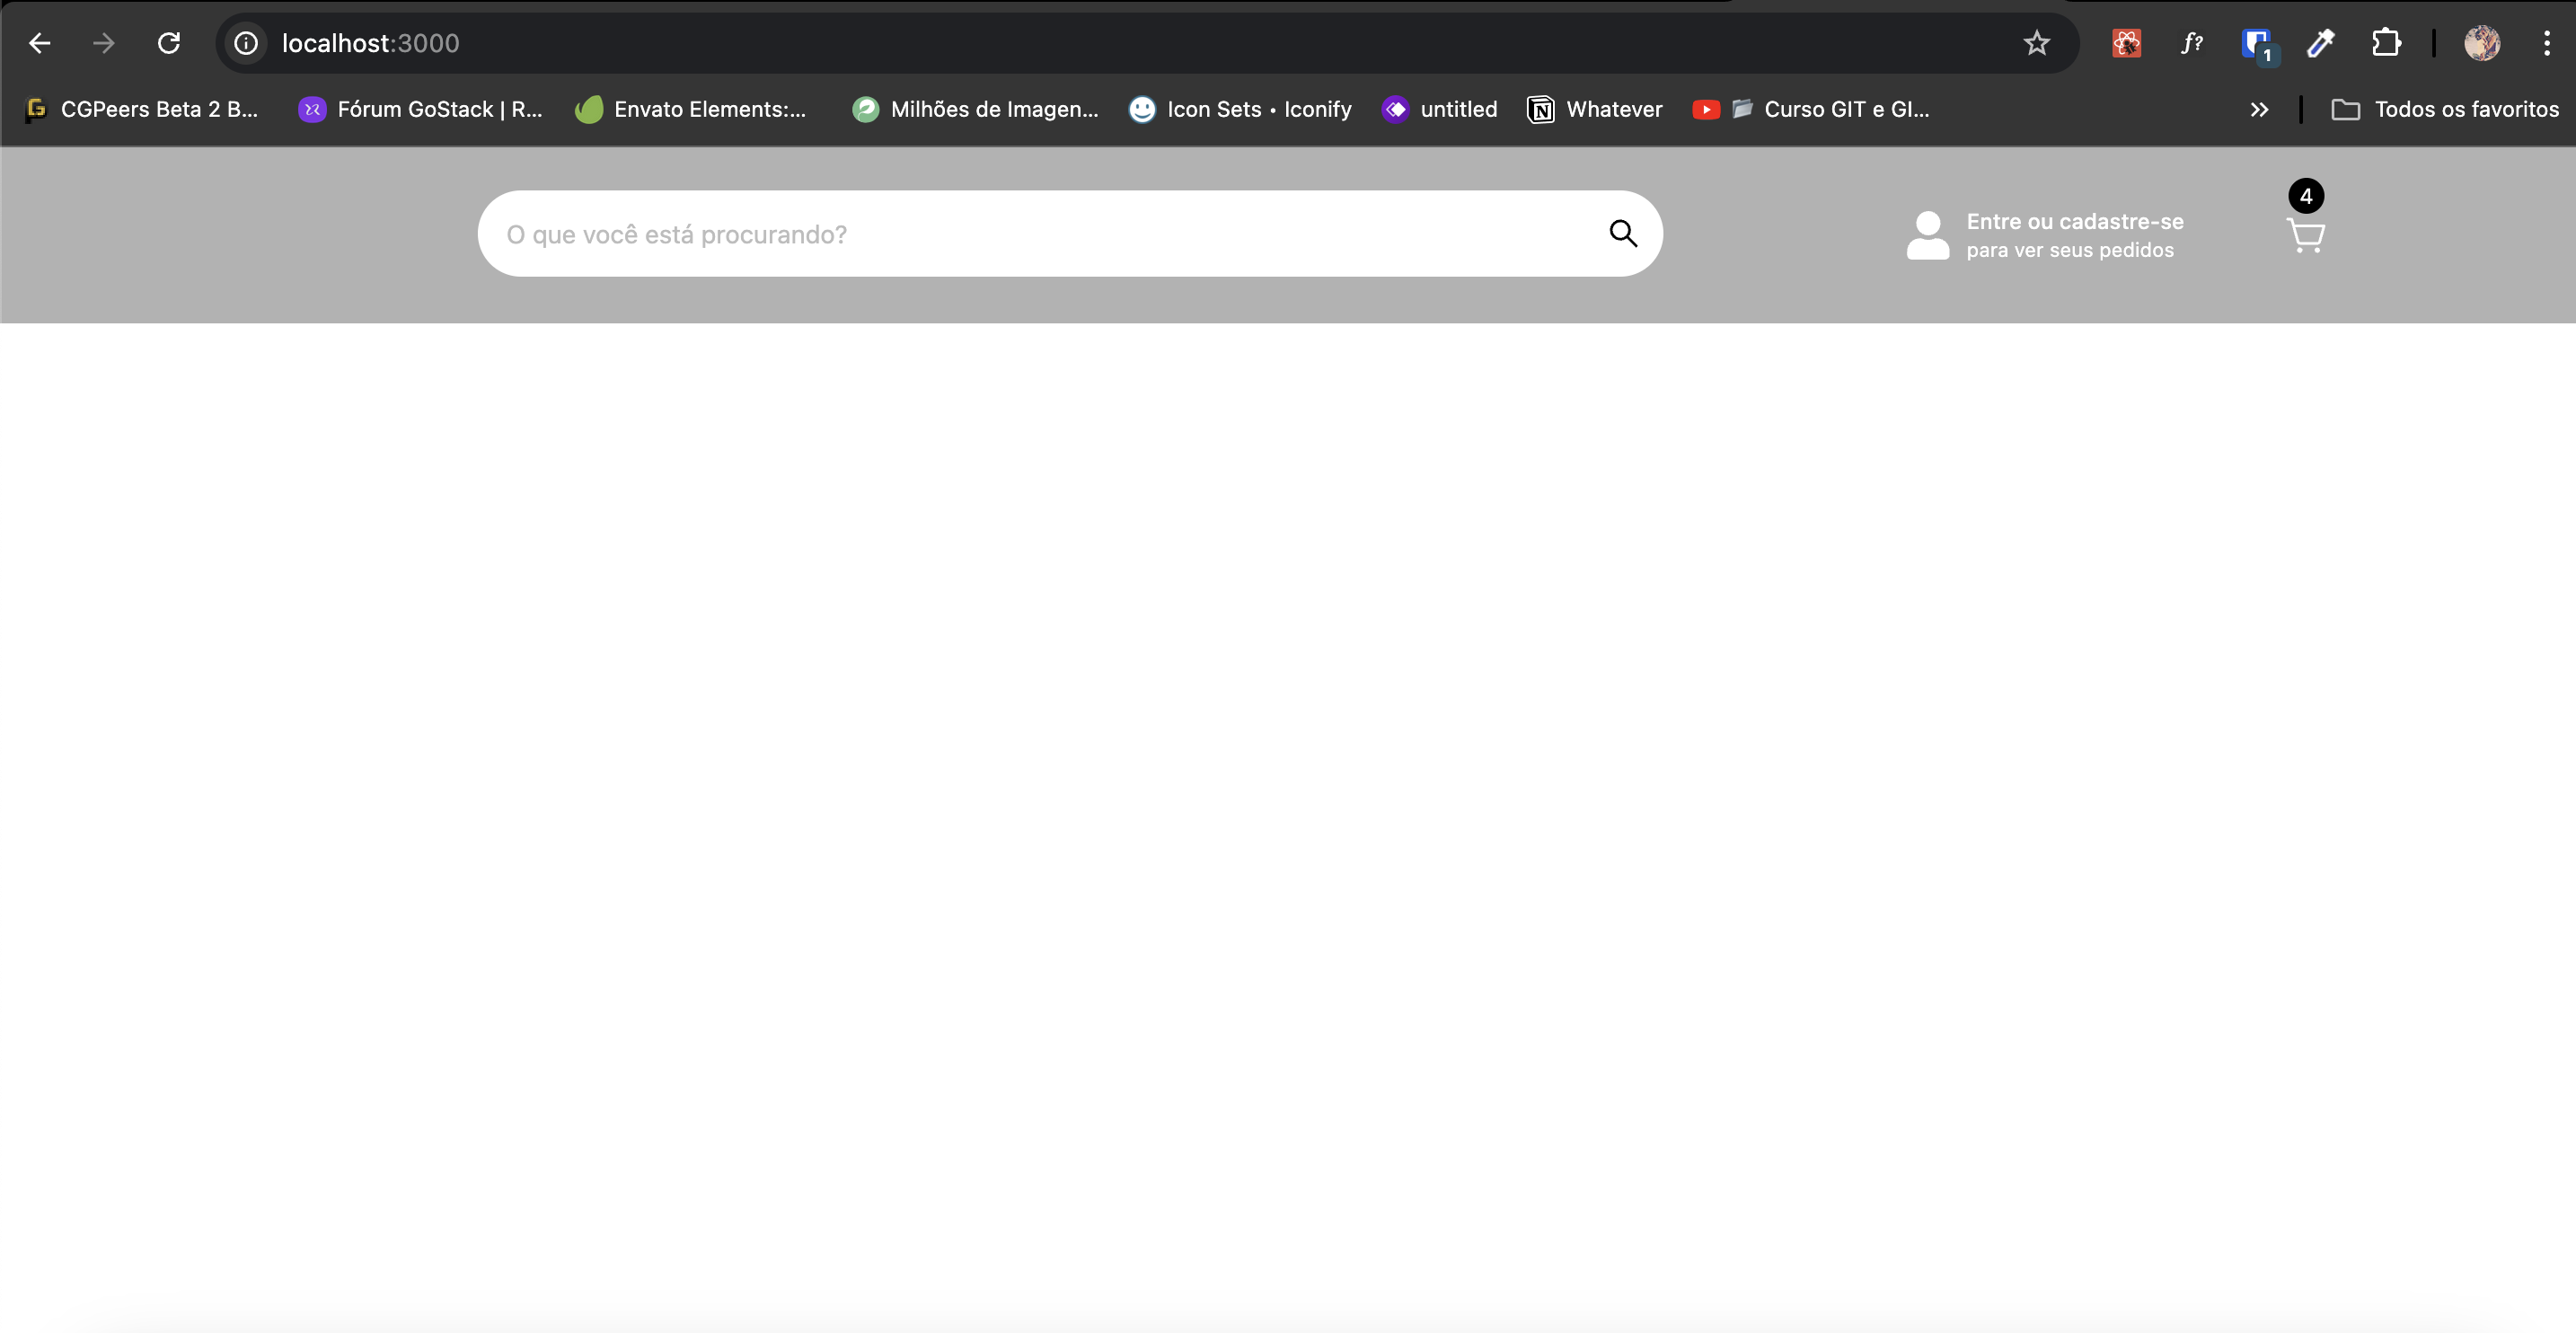 localhost:3000
f?
1
CGPeers Beta 2 B...
Fórum GoStack | R...
Envato Elements:...
Milhões de Imagen...
Icon Sets • Iconify
untitled
Whatever
Curso GIT e GI...
Todos os favoritos
O que você está procurando?
Entre ou cadastre-se
para ver seus pedidos
4